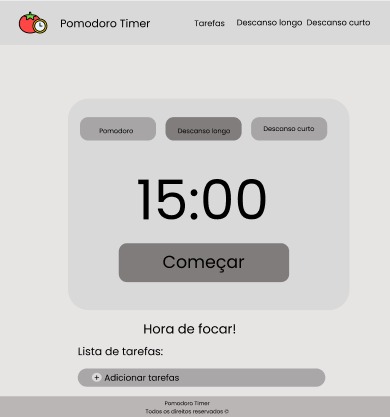 Pomodoro Timer
Tarefas Descanso longo Descanso curto
Pomodoro Descanso longo Descanso curto
15:00
Começar
Hora de focar!
Lista de tarefas:
+ Adicionar tarefas
Pomodoro Timer
Todos os direitos reservados ©